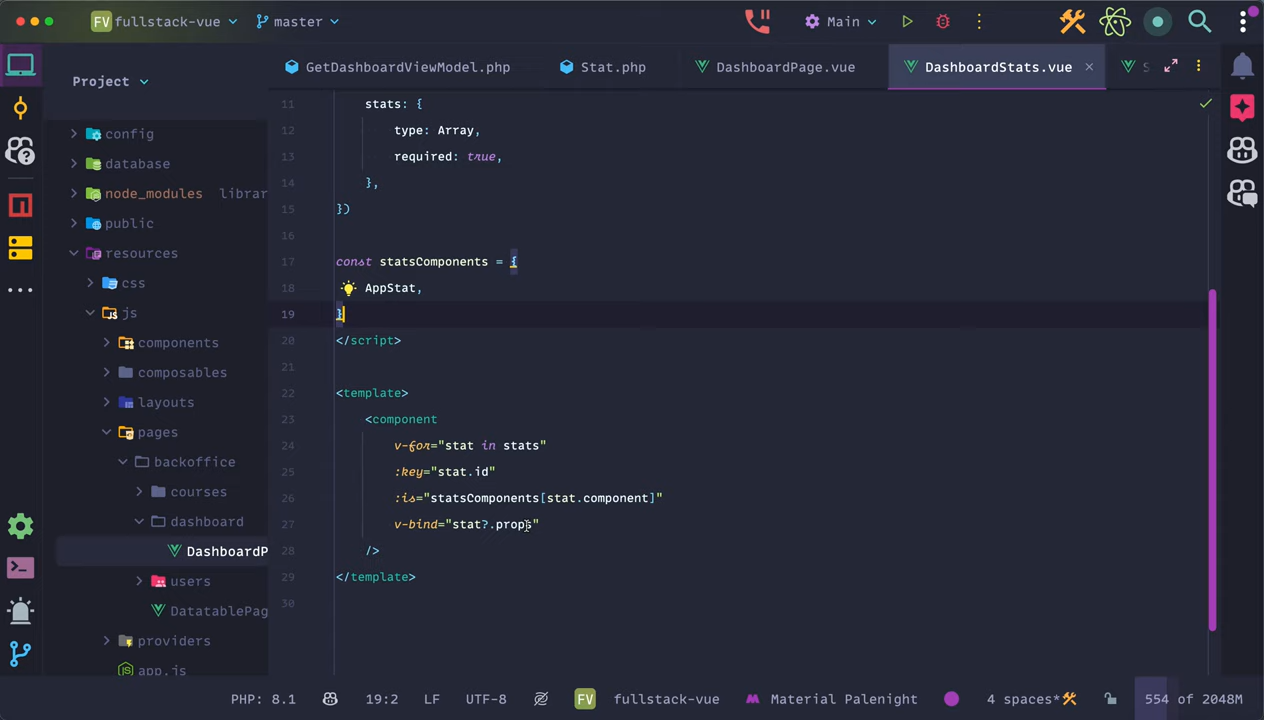 FV fullstack-vue
master
Main
Project
GetDashboardViewModel.php
Stat.php
DashboardPage.vue
DashboardStats.vue
S
config
database
node_modules librar
public
resources
css
js
components
composables
layouts
pages
backoffice
courses
dashboard
DashboardP
users
DatatablePag
providers
app.js
11 stats: {
12 type: Array,
13 required: true,
14 },
15 })
16
17 const statsComponents = {
18 AppStat,
19 }
20 </script>
21
22 <template>
23 <component
24 v-for="stat in stats"
25 :key="stat.id"
26 :is="statsComponents[stat.component]"
27 v-bind="stat?.props"
28 />
29 </template>
30
PHP: 8.1 19:2 LF UTF-8 FV fullstack-vue Material Palenight 4 spaces* 554 of 2048M